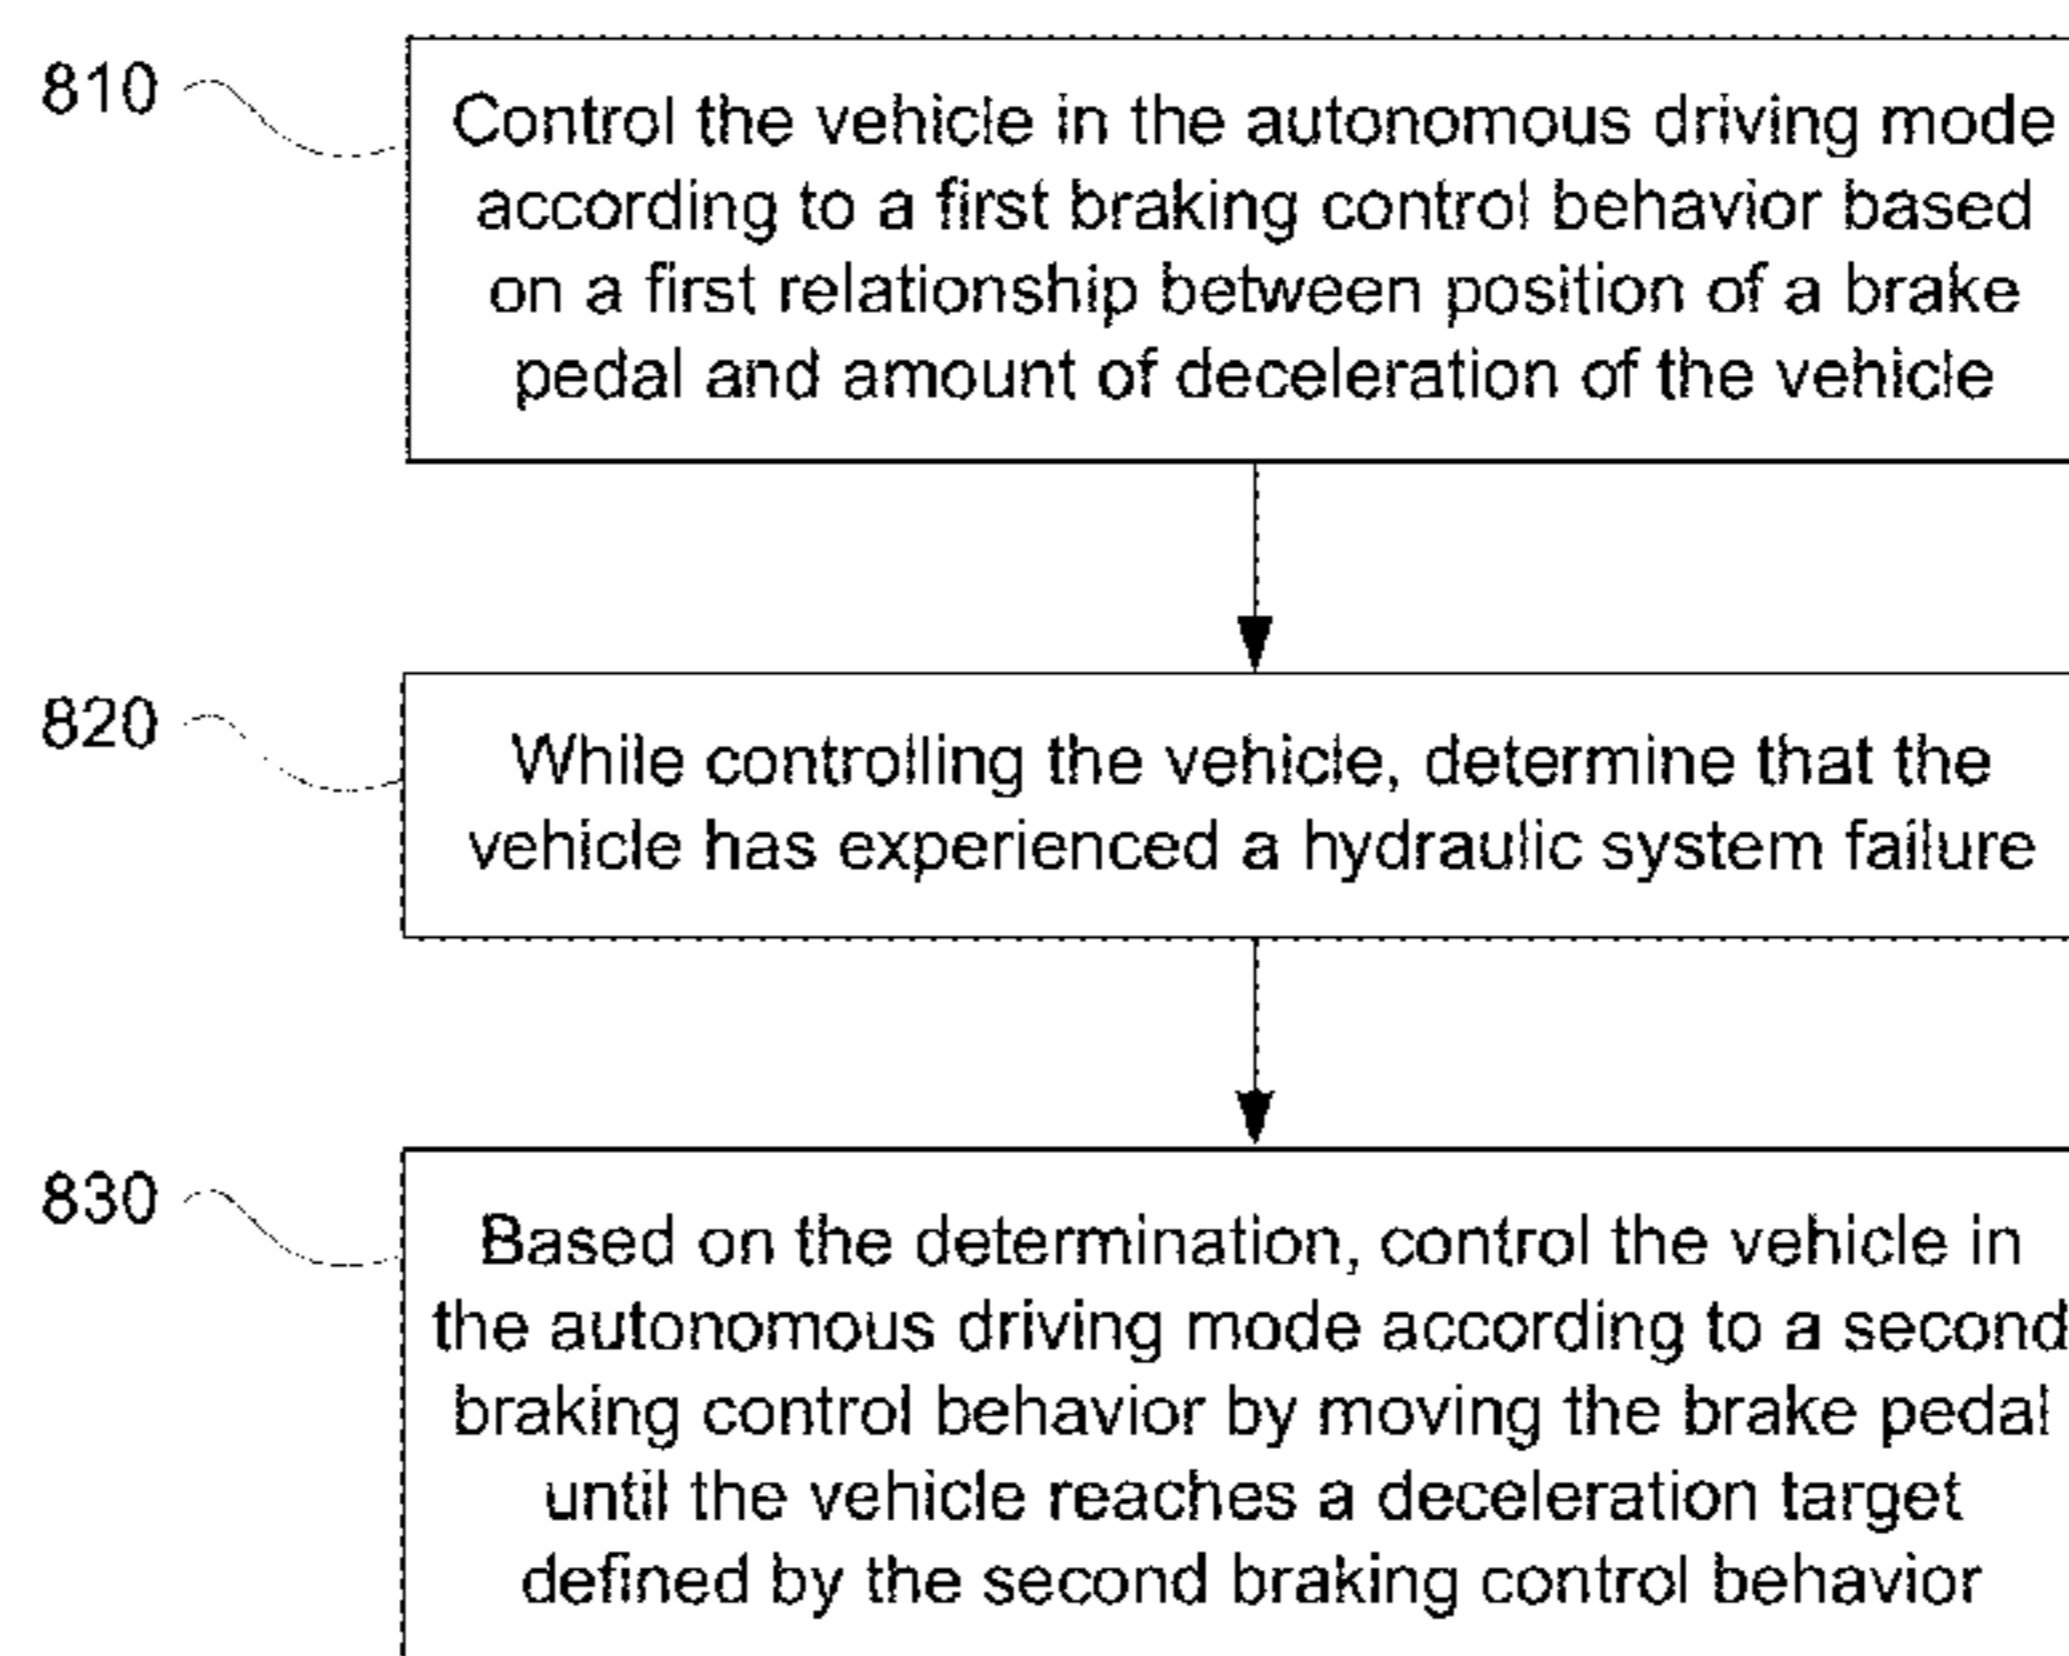 810
Control the vehicle in the autonomous driving mode
according to a first braking control behavior based
on a first relationship between position of a brake
pedal and amount of deceleration of the vehicle
820
While controlling the vehicle, determine that the
vehicle has experienced a hydraulic system failure
830
Based on the determination, control the vehicle in
the autonomous driving mode according to a second
braking control behavior by moving the brake pedal
until the vehicle reaches a deceleration target
defined by the second braking control behavior